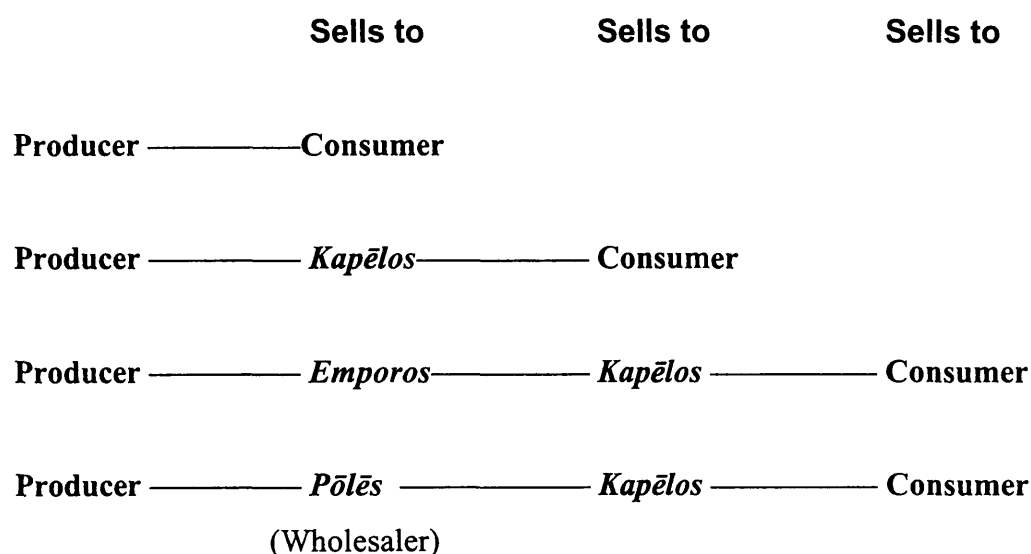 Sells to Sells to Sells to
Producer Consumer
Producer Kapēlos Consumer
Producer Emporos Kapēlos Consumer
Producer Pōlēs Kapēlos Consumer
(Wholesaler)